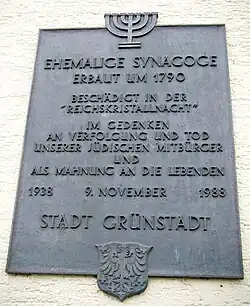 EHEMALIGE SYNAGOGE
ERBAUT UM 1790
BESCHÄDIGT IN DER
"REICHSKRISTALLNACHT"
IM GEDENKEN
AN VERFOLGUNG UND TOD
UNSERER JÜDISCHEN MITBÜRGER
UND
ALS MAHNUNG AN DIE LEBENDEN
1938 9. NOVEMBER 1988
STADT GRÜNSTADT